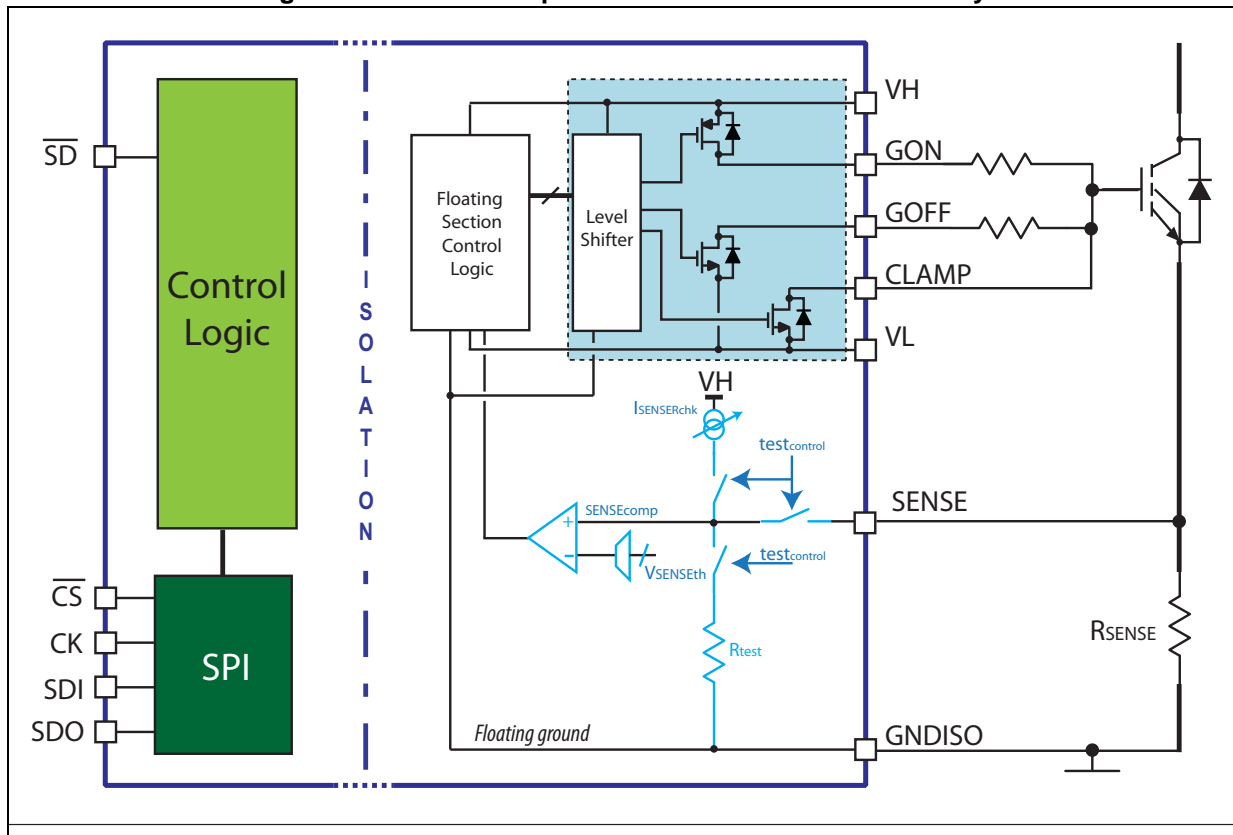 SD
Control
Logic
CS
CK
SDI
SDO
SPI
ISOLATION
Floating
Section
Control
Logic
Level
Shifter
VH
GON
GOFF
CLAMP
VL
VH
ISENSERchk
testcontrol
SENSEcomp
+
−
VSENSEth
testcontrol
SENSE
Rtest
RSENSE
Floating ground
GNDISO